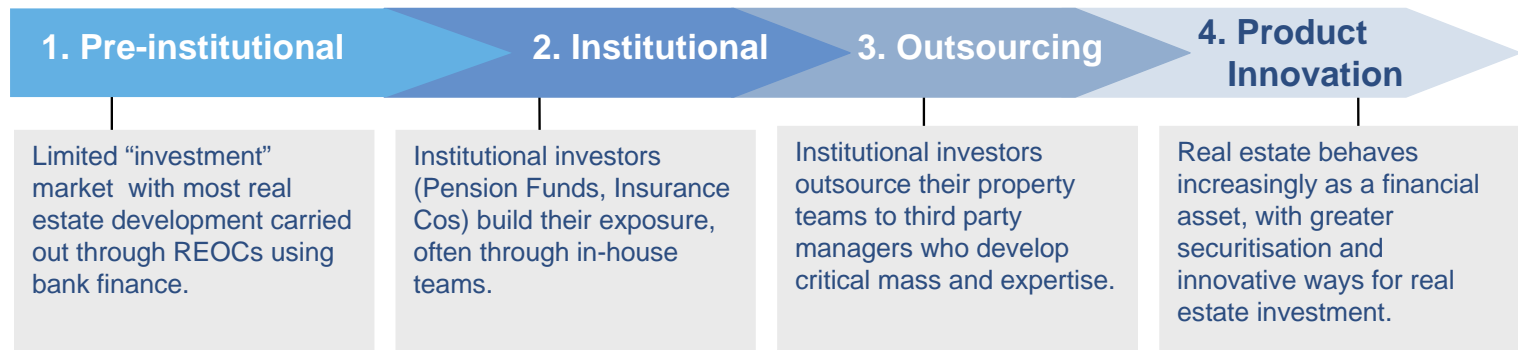 1. Pre-institutional
2. Institutional
3. Outsourcing
4. Product
Innovation
Limited “investment”
market with most real
estate development carried
out through REOCs using
bank finance.
Institutional investors
(Pension Funds, Insurance
Cos) build their exposure,
often through in-house
teams.
Institutional investors
outsource their property
teams to third party
managers who develop
critical mass and expertise.
Real estate behaves
increasingly as a financial
asset, with greater
securitisation and
innovative ways for real
estate investment.